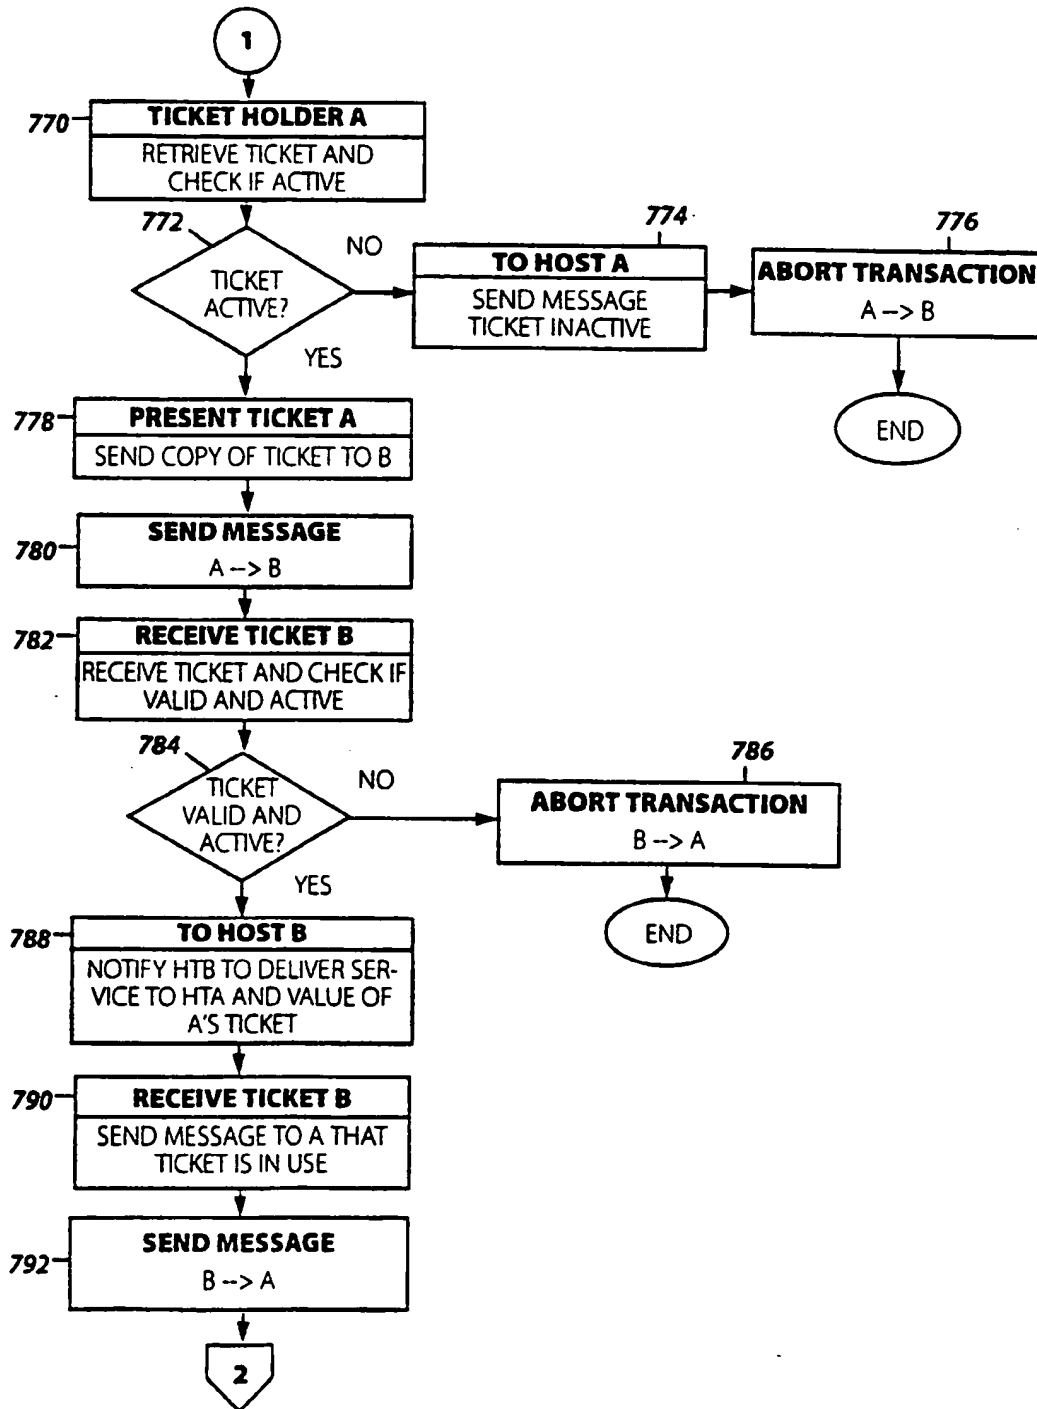 1
770
TICKET HOLDER A
RETRIEVE TICKET AND
CHECK IF ACTIVE
772
TICKET
ACTIVE?
NO
YES
774
TO HOST A
SEND MESSAGE
TICKET INACTIVE
776
ABORT TRANSACTION
A --> B
END
778
PRESENT TICKET A
SEND COPY OF TICKET TO B
780
SEND MESSAGE
A --> B
782
RECEIVE TICKET B
RECEIVE TICKET AND CHECK IF
VALID AND ACTIVE
784
TICKET
VALID AND
ACTIVE?
NO
YES
786
ABORT TRANSACTION
B --> A
END
788
TO HOST B
NOTIFY HTB TO DELIVER SER-
VICE TO HTA AND VALUE OF
A'S TICKET
790
RECEIVE TICKET B
SEND MESSAGE TO A THAT
TICKET IS IN USE
792
SEND MESSAGE
B --> A
2